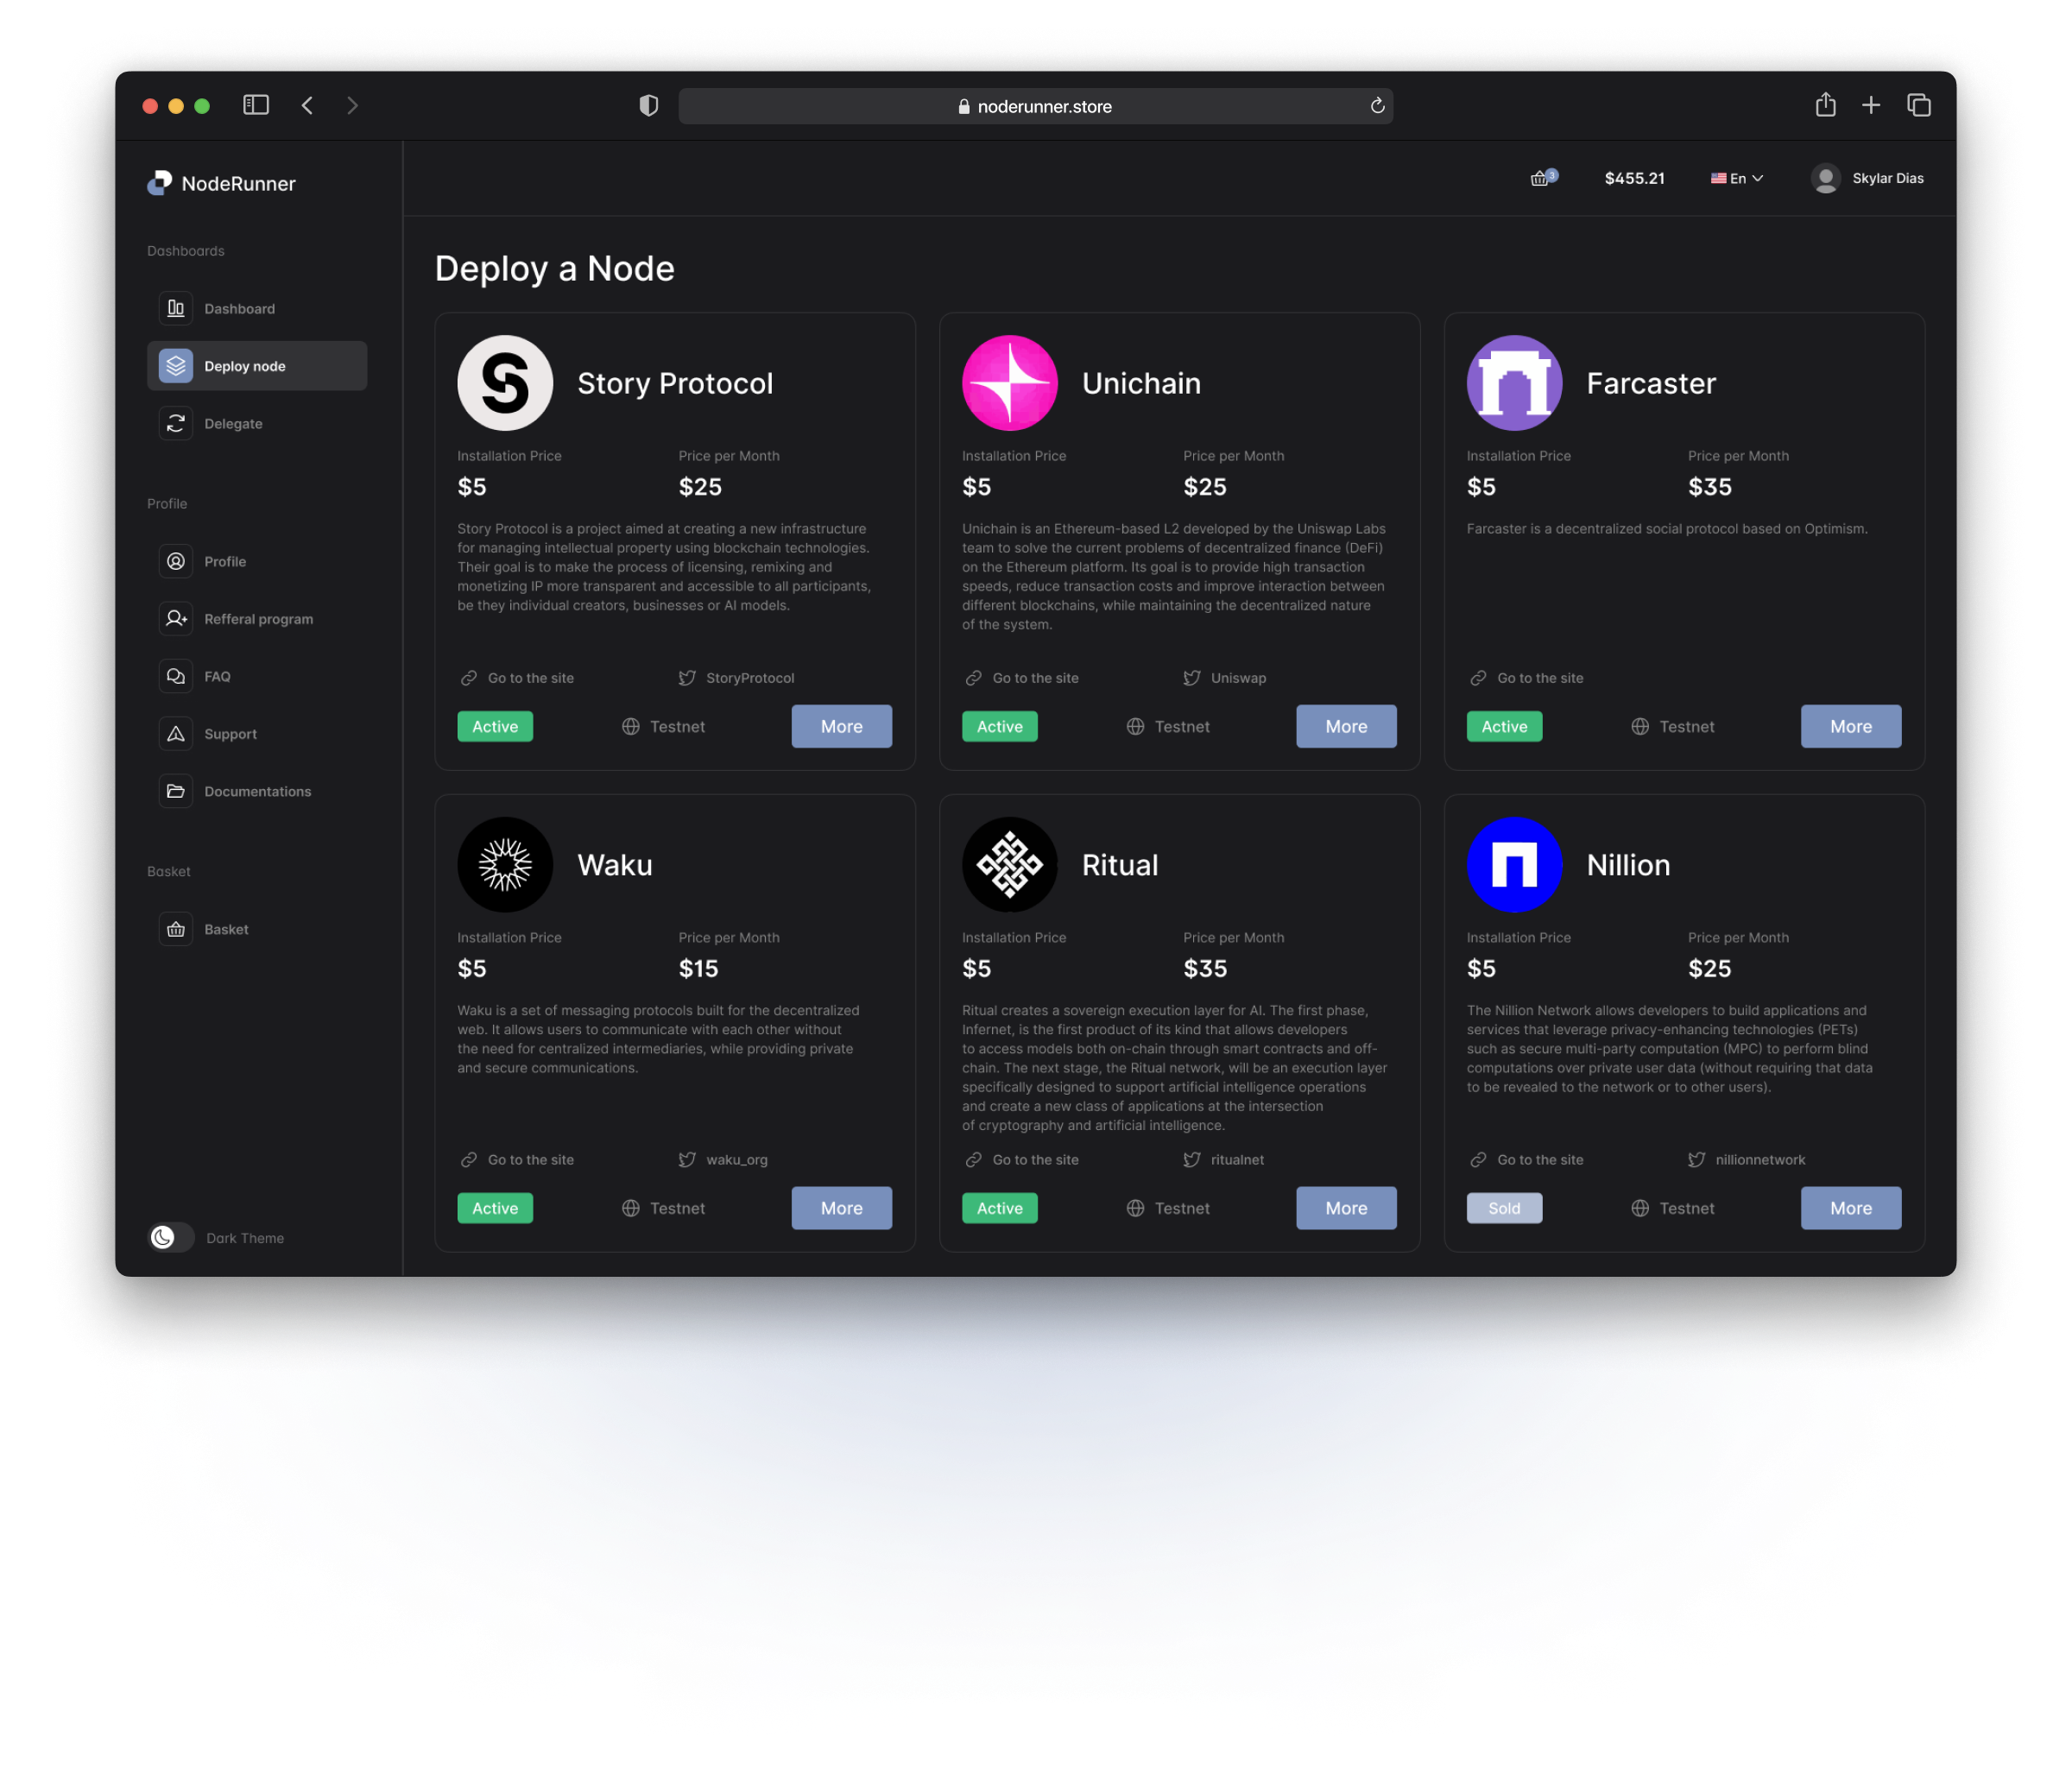 noderunner.store
NodeRunner
3
$455.21
En
Skylar Dias
Dashboards
Dashboard
Deploy node
Delegate
Profile
Profile
Refferal program
FAQ
Support
Documentations
Basket
Basket
Dark Theme
Deploy a Node
Story Protocol
Installation Price
Price per Month
$5
$25
Story Protocol is a project aimed at creating a new infrastructure
for managing intellectual property using blockchain technologies.
Their goal is to make the process of licensing, remixing and
monetizing IP more transparent and accessible to all participants,
be they individual creators, businesses or AI models.
Go to the site
StoryProtocol
Active
Testnet
More
Unichain
Installation Price
Price per Month
$5
$25
Unichain is an Ethereum-based L2 developed by the Uniswap Labs
team to solve the current problems of decentralized finance (DeFi)
on the Ethereum platform. Its goal is to provide high transaction
speeds, reduce transaction costs and improve interaction between
different blockchains, while maintaining the decentralized nature
of the system.
Go to the site
Uniswap
Active
Testnet
More
Farcaster
Installation Price
Price per Month
$5
$35
Farcaster is a decentralized social protocol based on Optimism.
Go to the site
Active
Testnet
More
Waku
Installation Price
Price per Month
$5
$15
Waku is a set of messaging protocols built for the decentralized
web. It allows users to communicate with each other without
the need for centralized intermediaries, while providing private
and secure communications.
Go to the site
waku_org
Active
Testnet
More
Ritual
Installation Price
Price per Month
$5
$35
Ritual creates a sovereign execution layer for AI. The first phase,
Infernet, is the first product of its kind that allows developers
to access models both on-chain through smart contracts and off-
chain. The next stage, the Ritual network, will be an execution layer
specifically designed to support artificial intelligence operations
and create a new class of applications at the intersection
of cryptography and artificial intelligence.
Go to the site
ritualnet
Active
Testnet
More
Nillion
Installation Price
Price per Month
$5
$25
The Nillion Network allows developers to build applications and
services that leverage privacy-enhancing technologies (PETs)
such as secure multi-party computation (MPC) to perform blind
computations over private user data (without requiring that data
to be revealed to the network or to other users).
Go to the site
nillionnetwork
Sold
Testnet
More